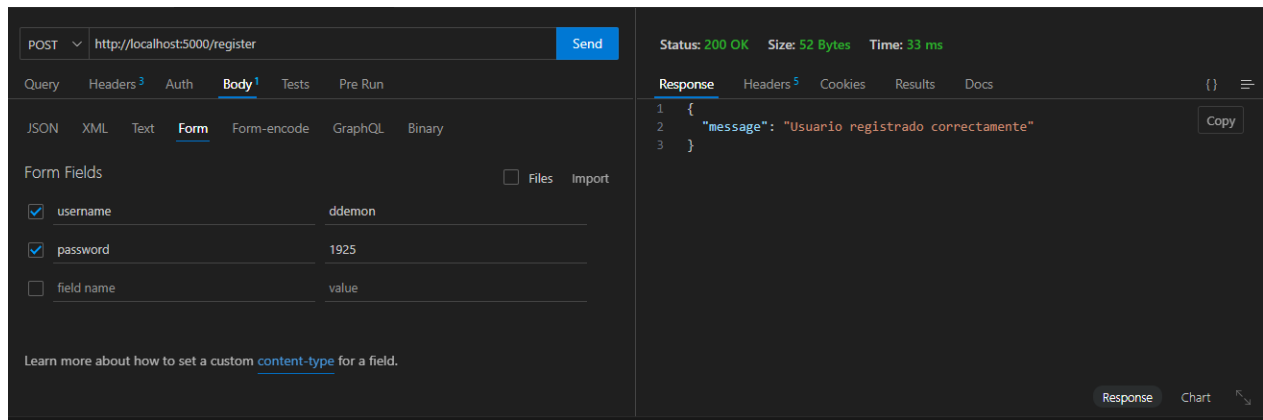 POST http://localhost:5000/register Send
Query Headers 3 Auth Body 1 Tests Pre Run
JSON XML Text Form Form-encode GraphQL Binary
Form Fields
Files Import
username ddemon
password 1925
field name value
Learn more about how to set a custom content-type for a field.
Status: 200 OK Size: 52 Bytes Time: 33 ms
Response Headers 5 Cookies Results Docs {}
1 {
2 "message": "Usuario registrado correctamente"
3 }
Copy
Response Chart